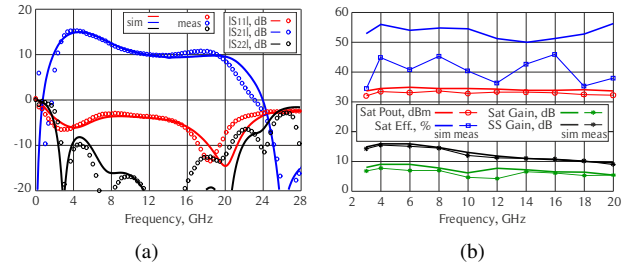 20
10
0
-10
-20
0
4
8
12
16
20
24
28
Frequency, GHz
sim
meas
|S11|, dB
|S21|, dB
|S22|, dB
(a)
60
50
40
30
20
10
0
2
4
6
8
10
12
14
16
18
20
Frequency, GHz
Sat Pout, dBm
Sat Gain, dB
Sat Eff., %
SS Gain, dB
sim meas
sim meas
(b)